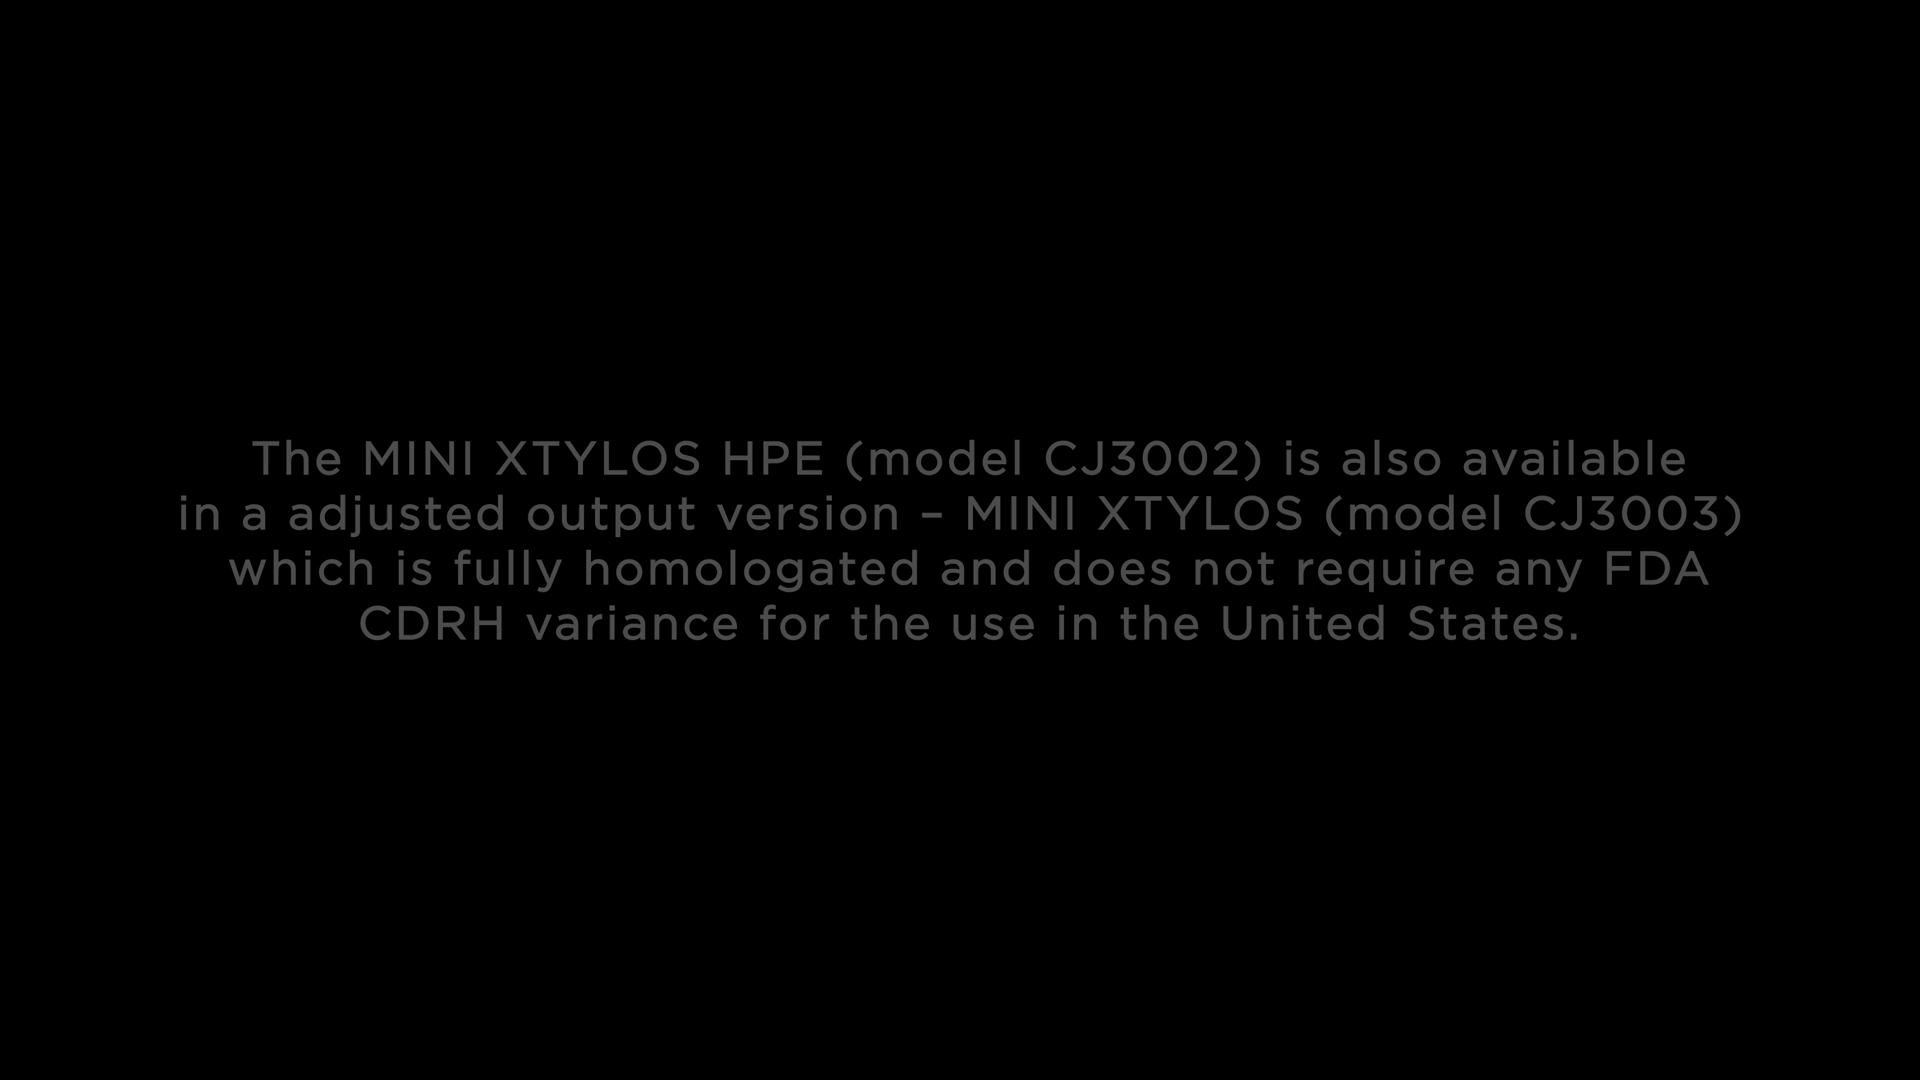 The MINI XTYLOS HPE (model CJ3002) is also available
in a adjusted output version – MINI XTYLOS (model CJ3003)
which is fully homologated and does not require any FDA
CDRH variance for the use in the United States.